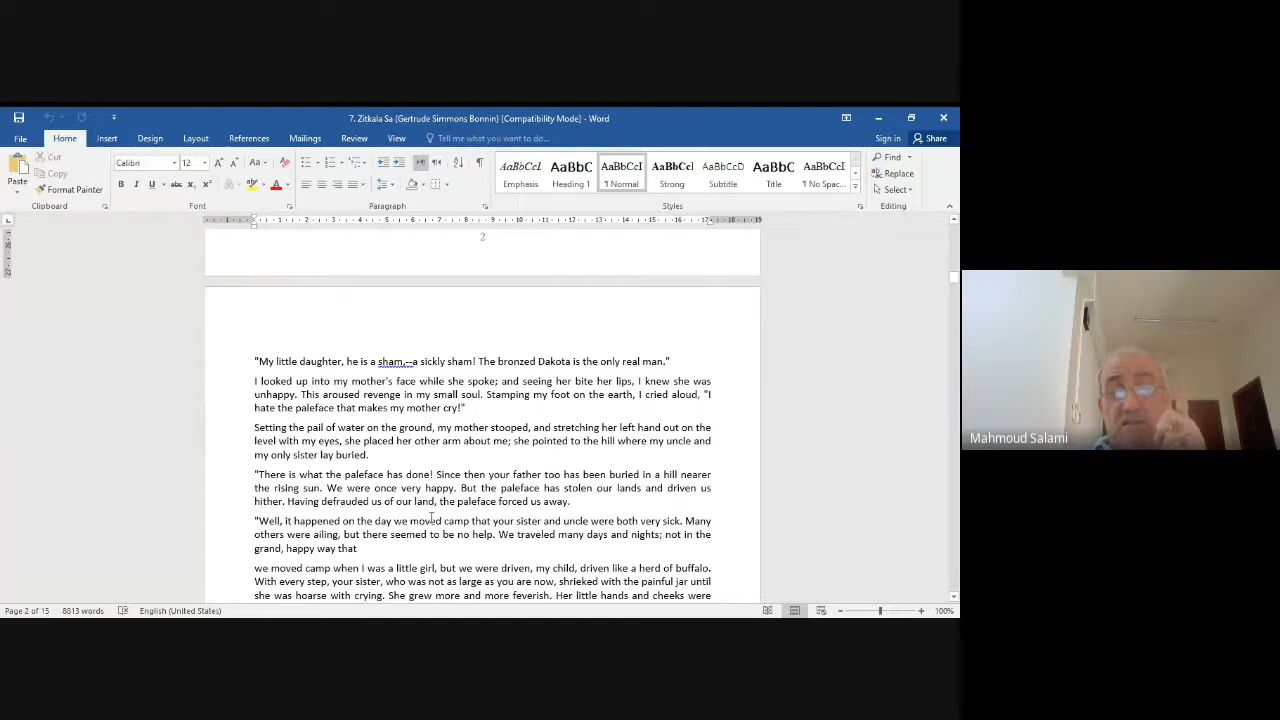 7. Zitkala Sa (Gertrude Simmons Bonnin) [Compatibility Mode] - Word
File Home Insert Design Layout References Mailings Review View Tell me what you want to do... Sign in Share
Paste Cut Copy Format Painter
Calibri 12
AaBbCcI AaBbC AaBbCcI AaBbCcl AaBbCcD AaBbC AaBbCcI
Emphasis Heading 1 ¶ Normal Strong Subtitle Title ¶ No Spac...
Find Replace Select
Clipboard Font Paragraph Styles Editing
2
"My little daughter, he is a sham,--a sickly sham! The bronzed Dakota is the only real man."
I looked up into my mother's face while she spoke; and seeing her bite her lips, I knew she was
unhappy. This aroused revenge in my small soul. Stamping my foot on the earth, I cried aloud, "I
hate the paleface that makes my mother cry!"
Setting the pail of water on the ground, my mother stooped, and stretching her left hand out on the
level with my eyes, she placed her other arm about me; she pointed to the hill where my uncle and
my only sister lay buried.
"There is what the paleface has done! Since then your father too has been buried in a hill nearer
the rising sun. We were once very happy. But the paleface has stolen our lands and driven us
hither. Having defrauded us of our land, the paleface forced us away.
"Well, it happened on the day we moved camp that your sister and uncle were both very sick. Many
others were ailing, but there seemed to be no help. We traveled many days and nights; not in the
grand, happy way that
we moved camp when I was a little girl, but we were driven, my child, driven like a herd of buffalo.
With every step, your sister, who was not as large as you are now, shrieked with the painful jar until
she was hoarse with crying. She grew more and more feverish. Her little hands and cheeks were
Page 2 of 15 8813 words English (United States) 100%
Mahmoud Salami